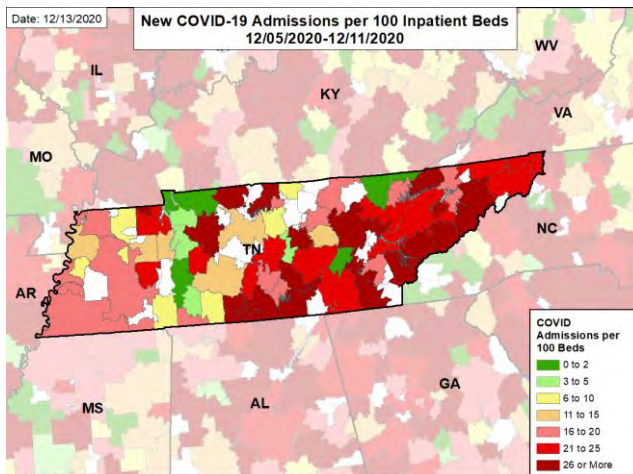 Date: 12/13/2020
New COVID-19 Admissions per 100 Inpatient Beds
12/05/2020-12/11/2020
IL
WV
KY
VA
MO
TN
NC
AR
MS
AL
GA
COVID
Admissions per
100 Beds
0 to 2
3 to 5
6 to 10
11 to 15
16 to 20
21 to 25
26 or More